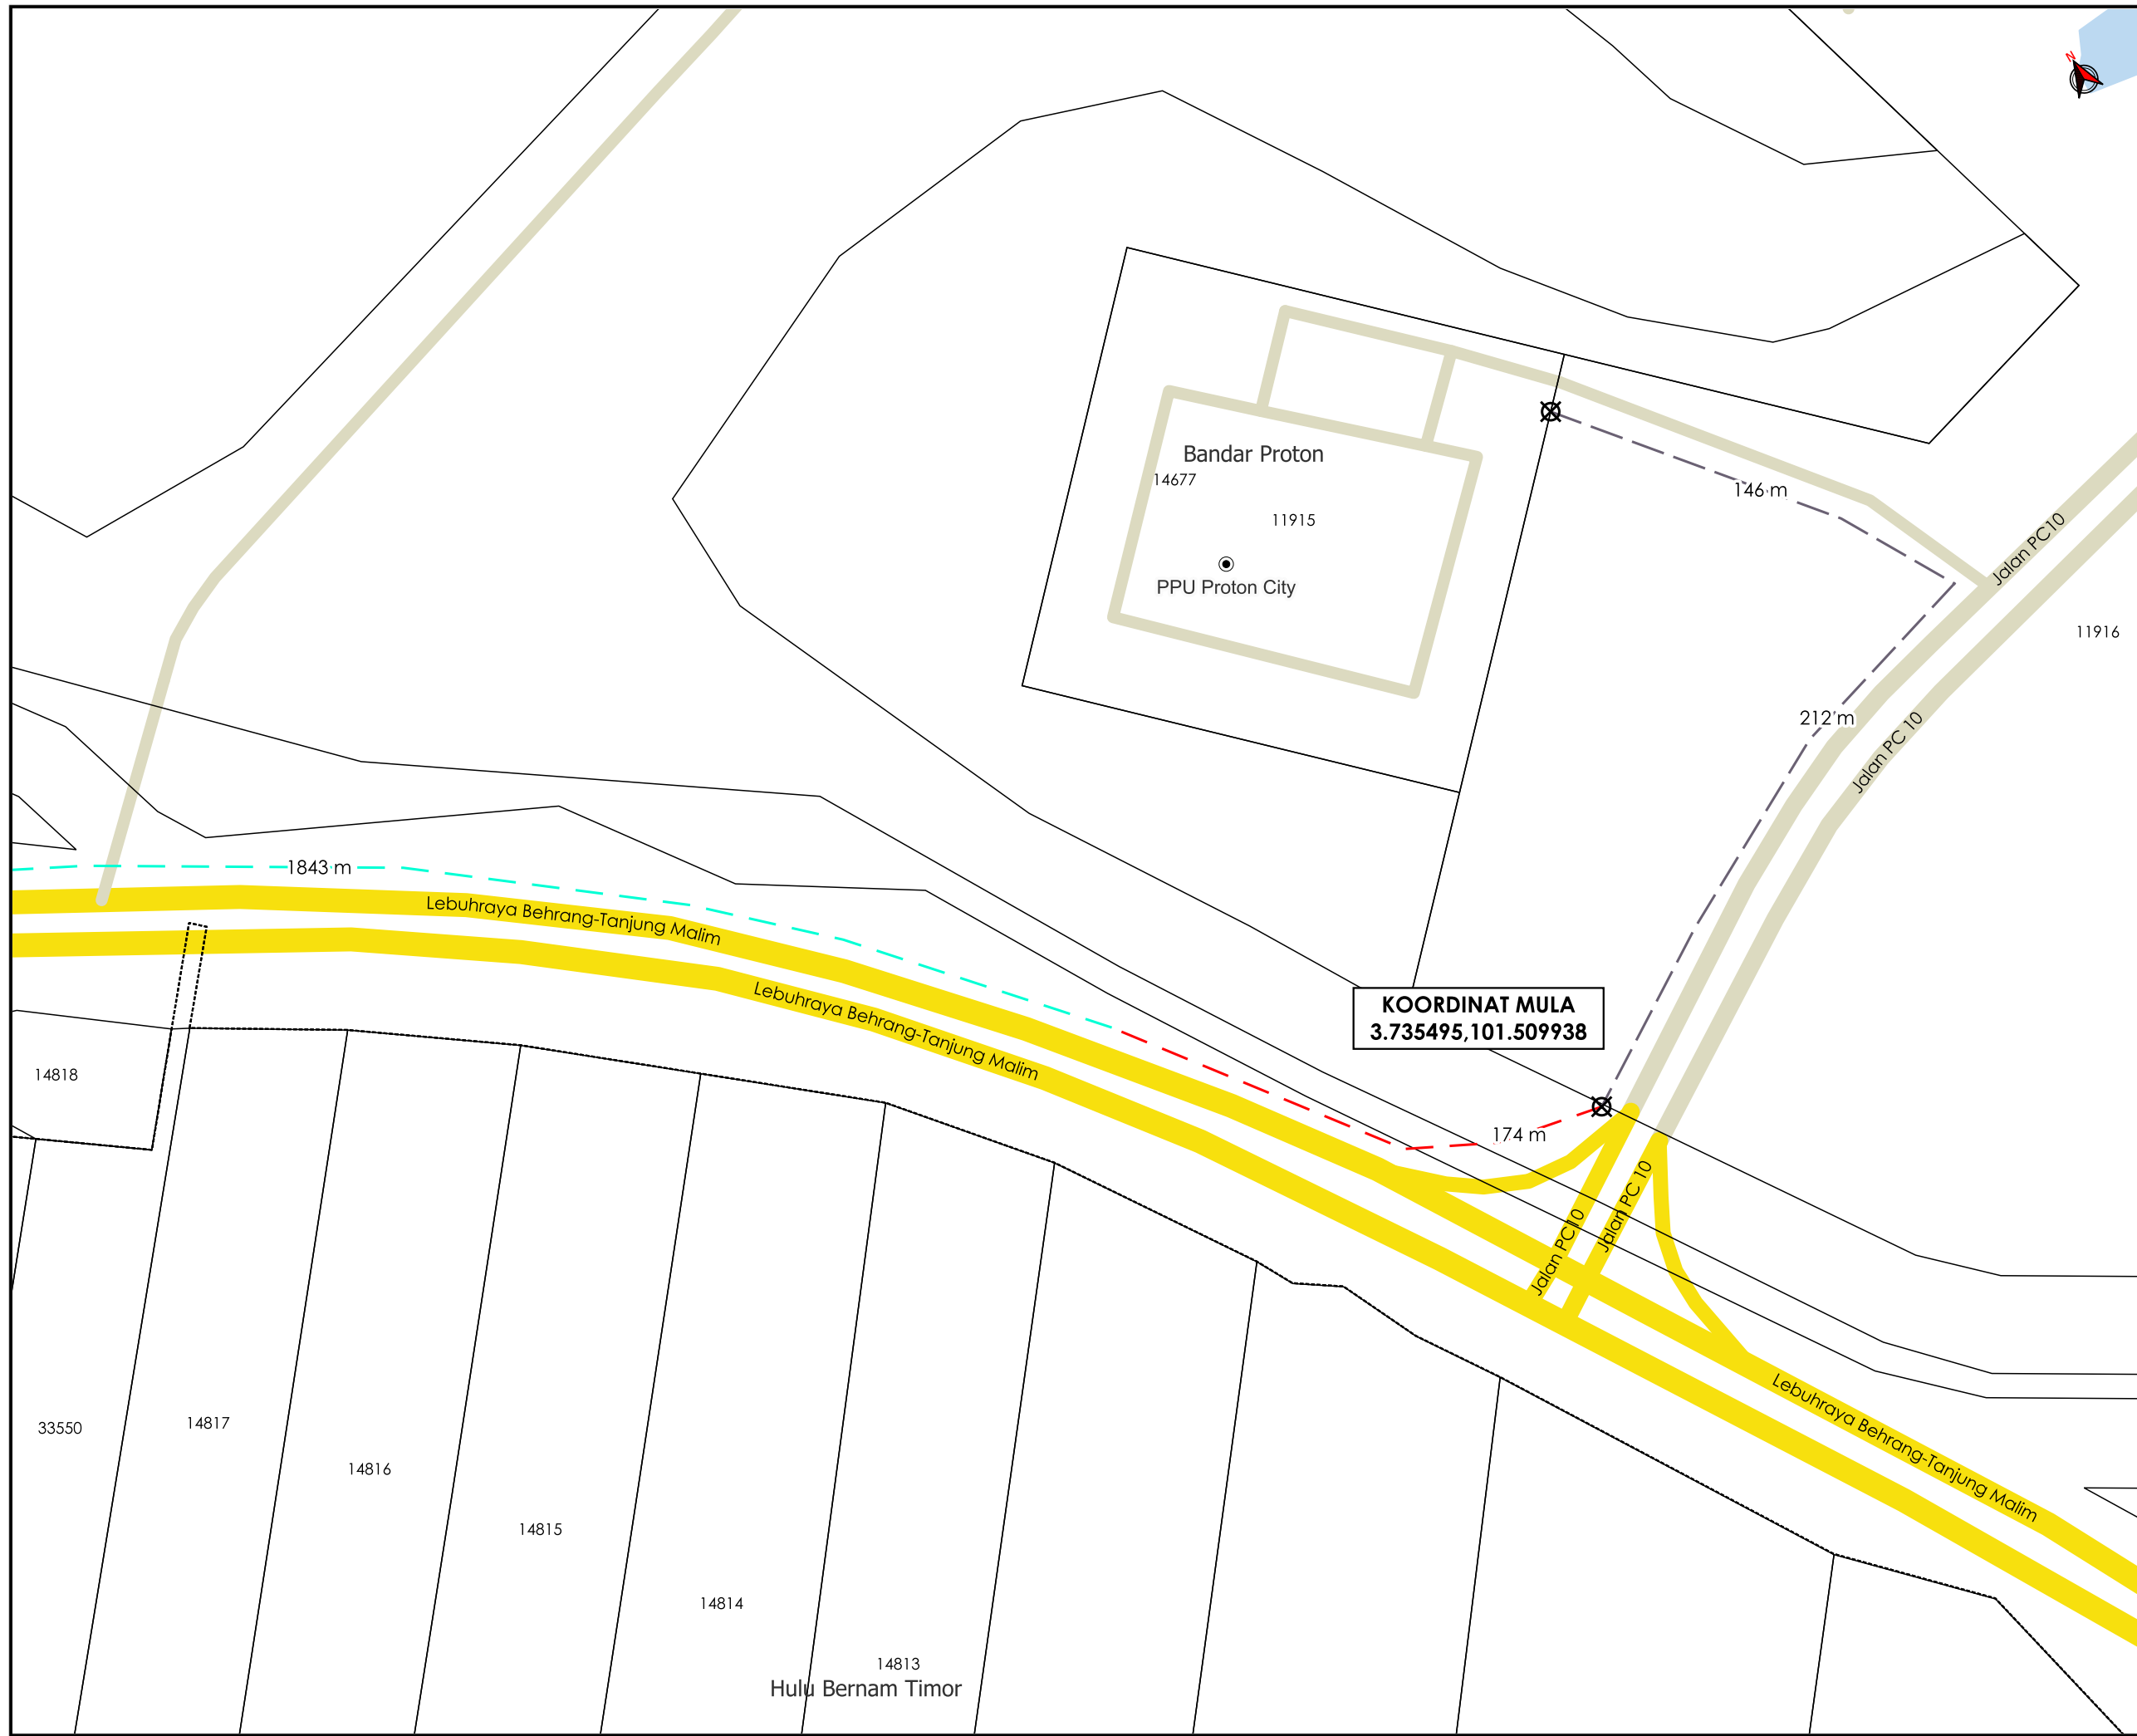 N
Bandar Proton
14677
146 m
11915
Jalan PC10
PPU Proton City
11916
212 m
Jalan PC 10
1843 m
Lebuhraya Behrang-Tanjung Malim
KOORDINAT MULA
3.735495,101.509938
Lebuhraya Behrang-Tanjung Malim
14818
174 m
Jalan PC 10
Jalan PC10
33550
14817
Lebuhraya Behrang-Tanjung Malim
14816
14815
14814
14813
Hulu Bernam Timor